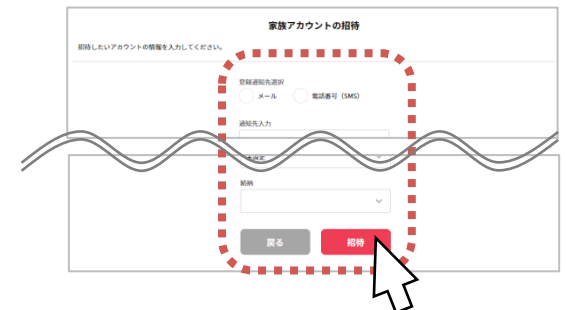 家族アカウントの招待
招待したいアカウントの情報を入力してください。
登録通知先選択
メール 電話番号（SMS）
通知先入力
続柄
戻る 招待